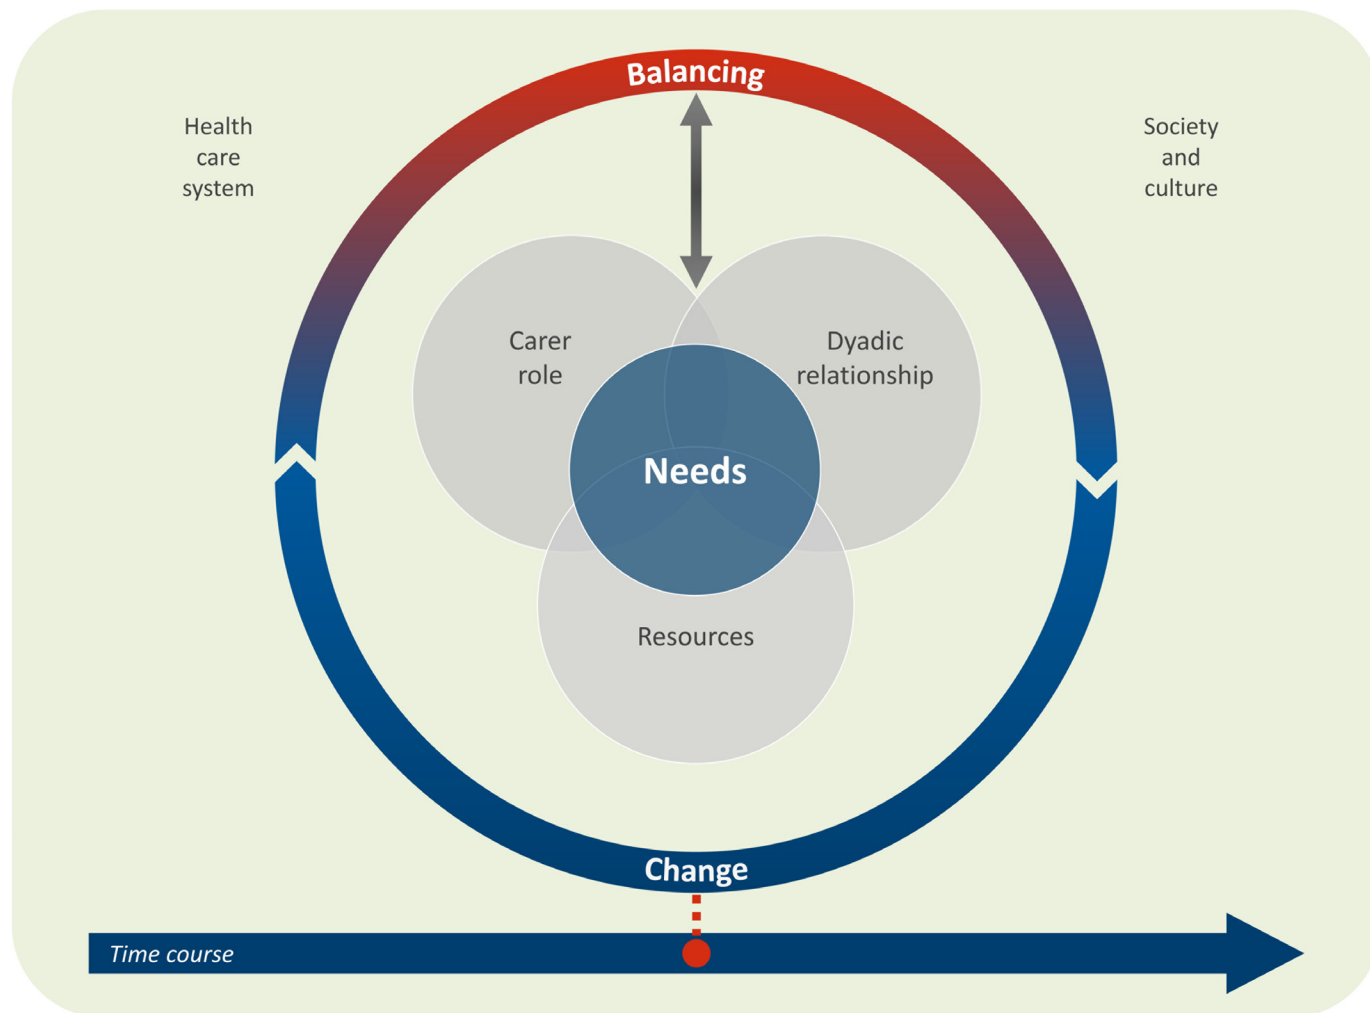 Balancing
Health
care
system
Society
and
culture
Carer
role
Dyadic
relationship
Needs
Resources
Change
Time course